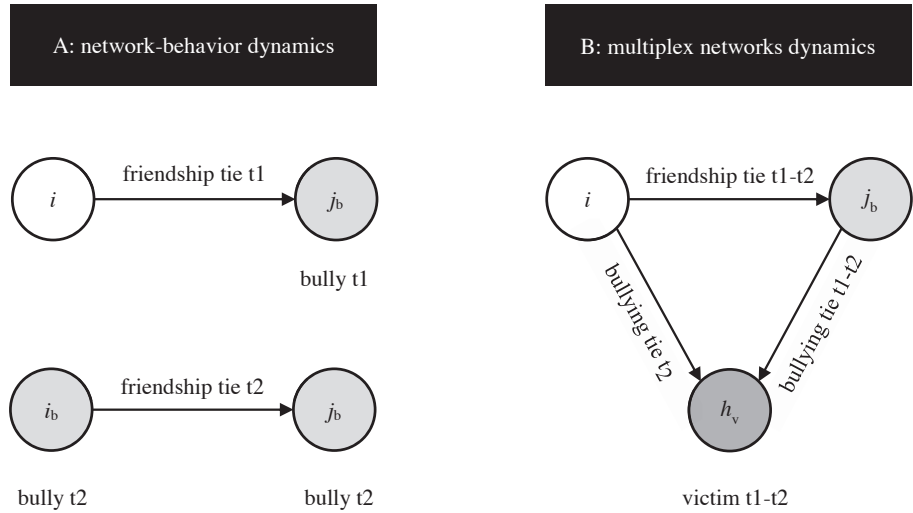 A: network-behavior dynamics
friendship tie t1
i
jb
bully t1
friendship tie t2
ib
jb
bully t2
bully t2
B: multiplex networks dynamics
friendship tie t1-t2
i
jb
bullying tie t2
bullying tie t1-t2
hv
victim t1-t2